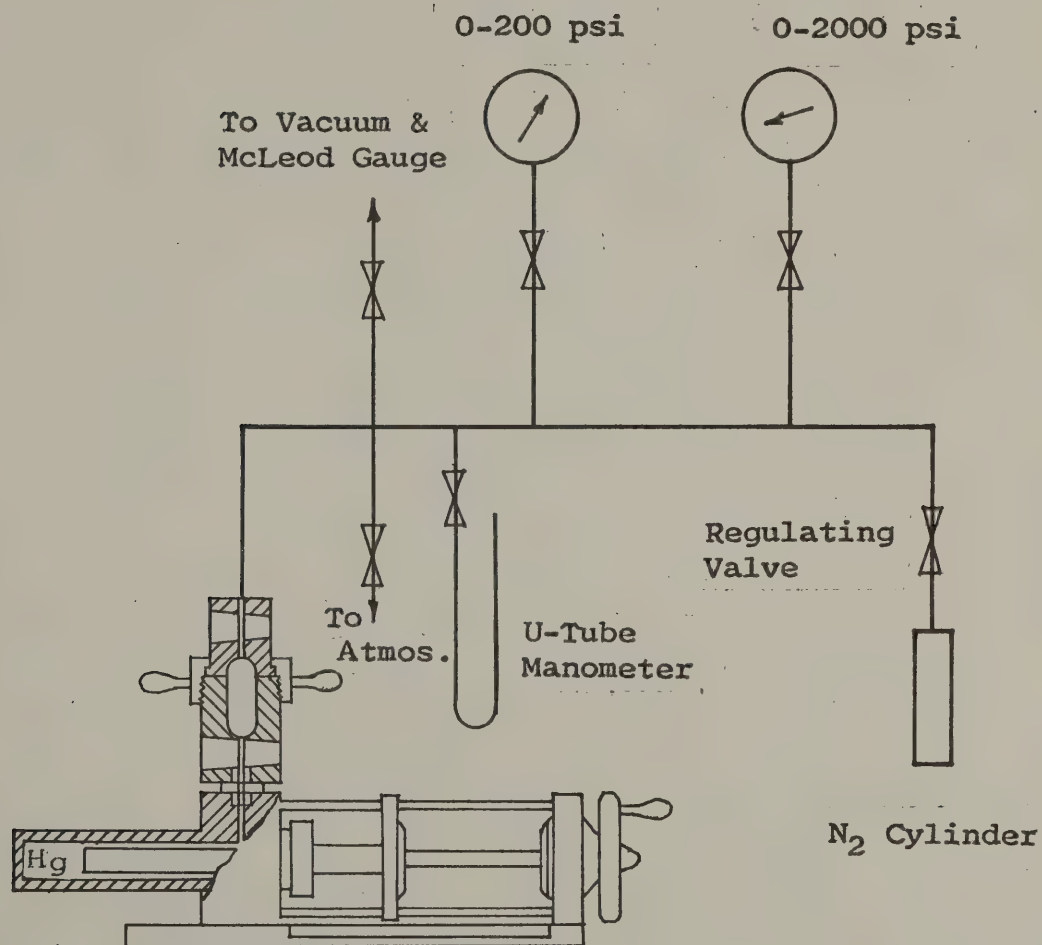 0-200 psi
0-2000 psi
To Vacuum &
McLeod Gauge
Regulating
Valve
To
Atmos.
U-Tube
Manometer
Hg
N₂ Cylinder